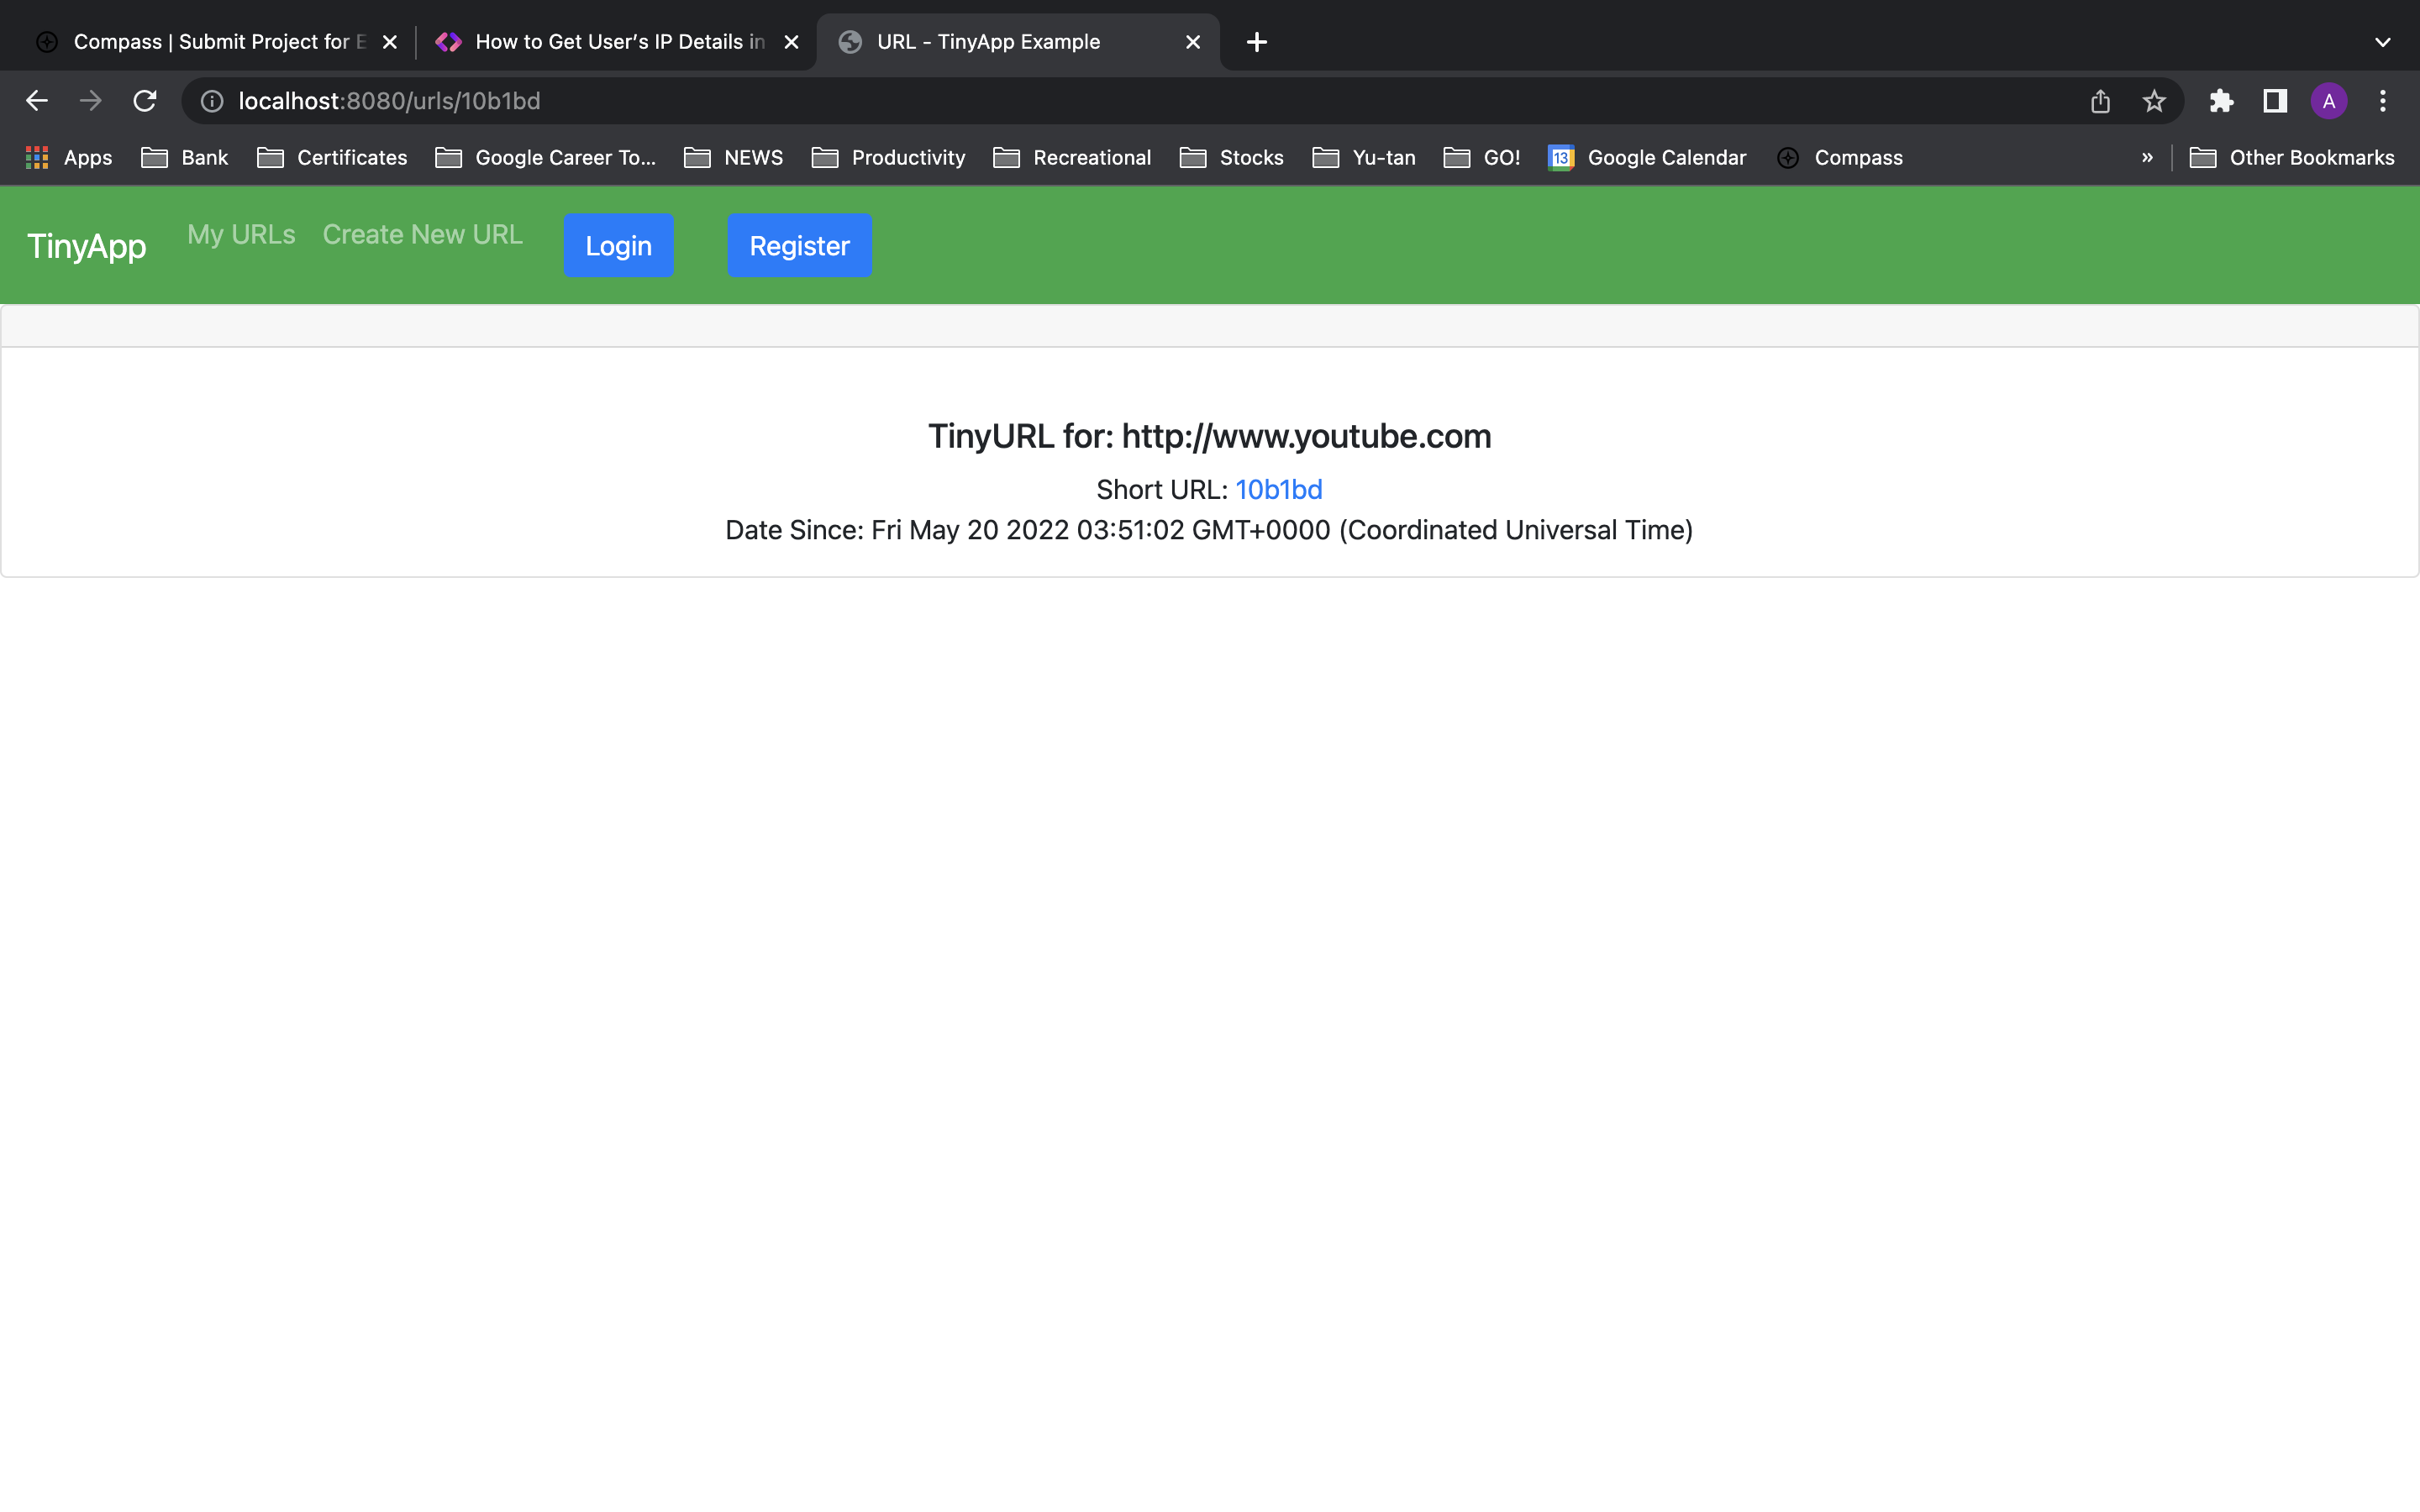 Compass | Submit Project for E
How to Get User's IP Details in
URL - TinyApp Example
localhost:8080/urls/10b1bd
A
Apps
Bank
Certificates
Google Career To...
NEWS
Productivity
Recreational
Stocks
Yu-tan
GO!
13
Google Calendar
Compass
»
Other Bookmarks
TinyApp
My URLs
Create New URL
Login
Register
TinyURL for: http://www.youtube.com
Short URL: 10b1bd
Date Since: Fri May 20 2022 03:51:02 GMT+0000 (Coordinated Universal Time)